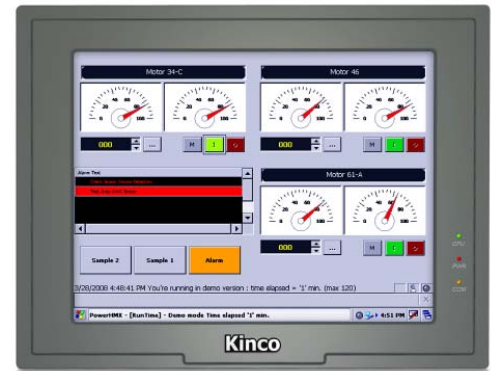 Motor 34-C
Motor 46
000 ... M I
000 ... M I
Alarm Text
Motor 61-A
000 ... M I
Sample 2 Sample 1 Alarm
CPU
PWR
COM
3/28/2008 4:48:41 PM You're running in demo version : time elapsed = '1' min. (max 120)
PowerHMX - [RunTime] - Demo mode Time elapsed '1' min. 4:51 PM
Kinco